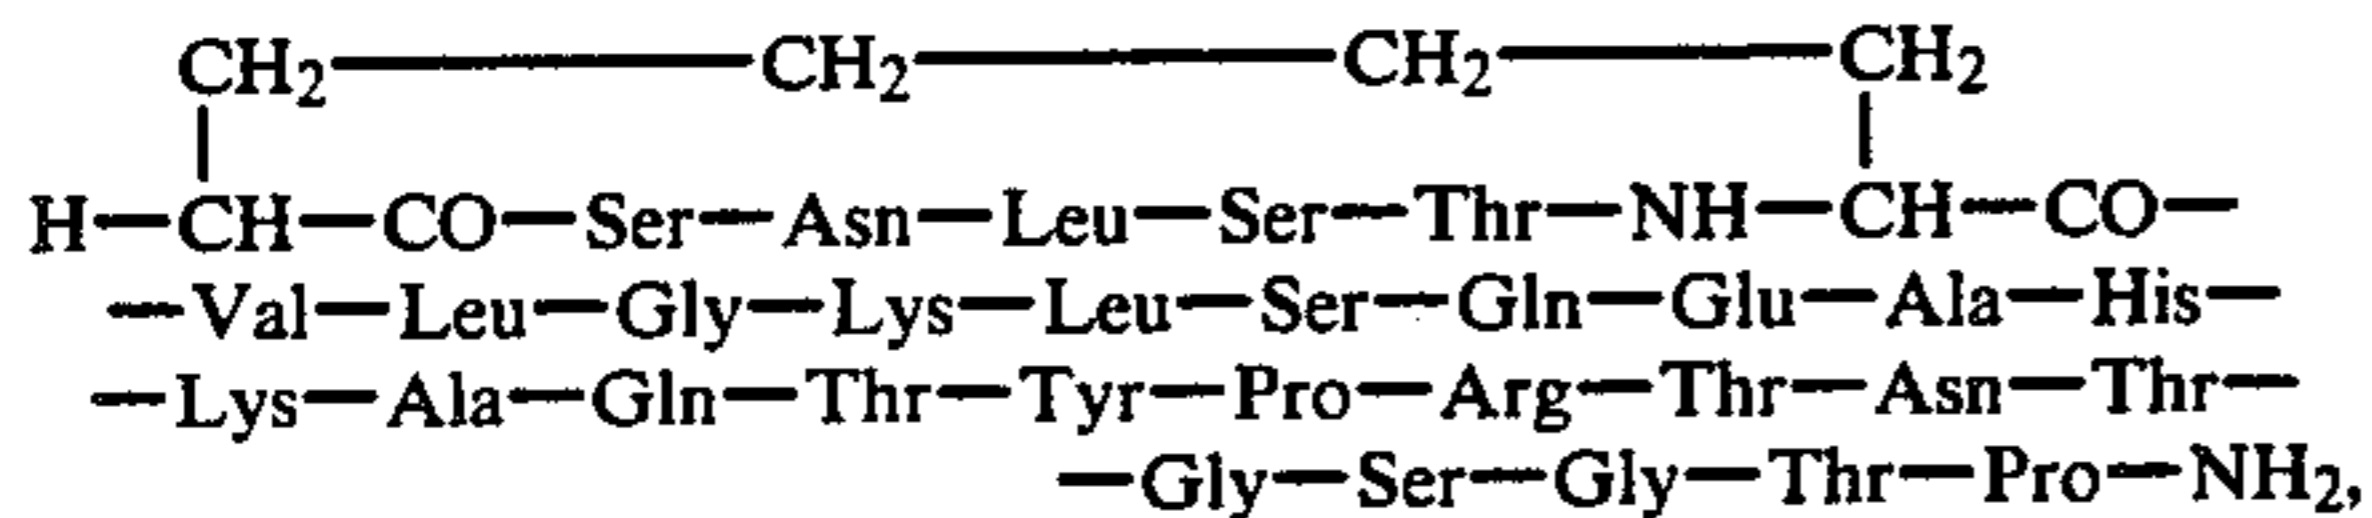 CH₂—CH₂—CH₂—CH₂
H—CH—CO—Ser—Asn—Leu—Ser—Thr—NH—CH—CO—
—Val—Leu—Gly—Lys—Leu—Ser—Gln—Glu—Ala—His—
—Lys—Ala—Gln—Thr—Tyr—Pro—Arg—Thr—Asn—Thr—
—Gly—Ser—Gly—Thr—Pro—NH₂,